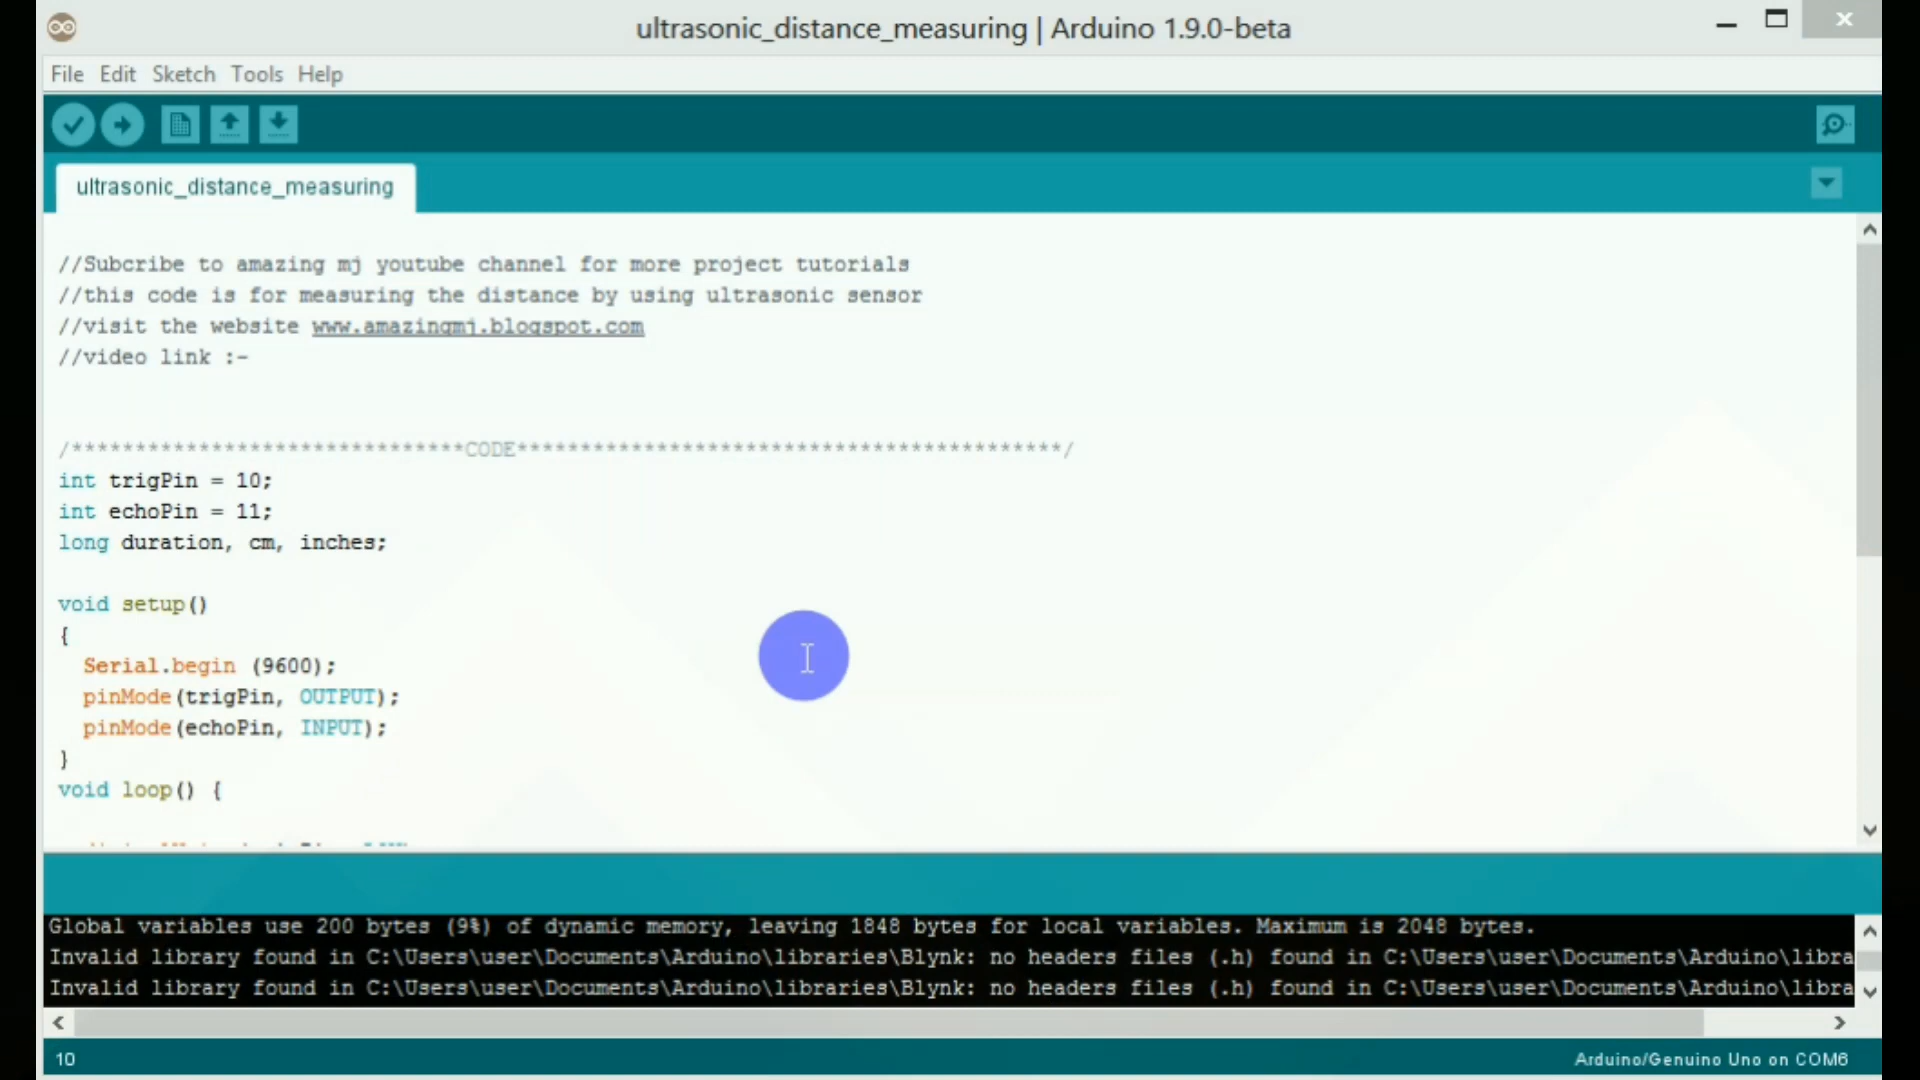 ultrasonic_distance_measuring | Arduino 1.9.0-beta
File Edit Sketch Tools Help
ultrasonic_distance_measuring
//Subcribe to amazing mj youtube channel for more project tutorials
//this code is for measuring the distance by using ultrasonic sensor
//visit the website www.amazingmj.blogspot.com
//video link :-
/*******************************CODE*******************************************/
int trigPin = 10;
int echoPin = 11;
long duration, cm, inches;
void setup()
{
Serial.begin (9600);
pinMode(trigPin, OUTPUT);
pinMode(echoPin, INPUT);
}
void loop() {
Global variables use 200 bytes (9%) of dynamic memory, leaving 1848 bytes for local variables. Maximum is 2048 bytes.
Invalid library found in C:\Users\user\Documents\Arduino\libraries\Blynk: no headers files (.h) found in C:\Users\user\Documents\Arduino\libra
Invalid library found in C:\Users\user\Documents\Arduino\libraries\Blynk: no headers files (.h) found in C:\Users\user\Documents\Arduino\libra
10
Arduino/Genuino Uno on COM6